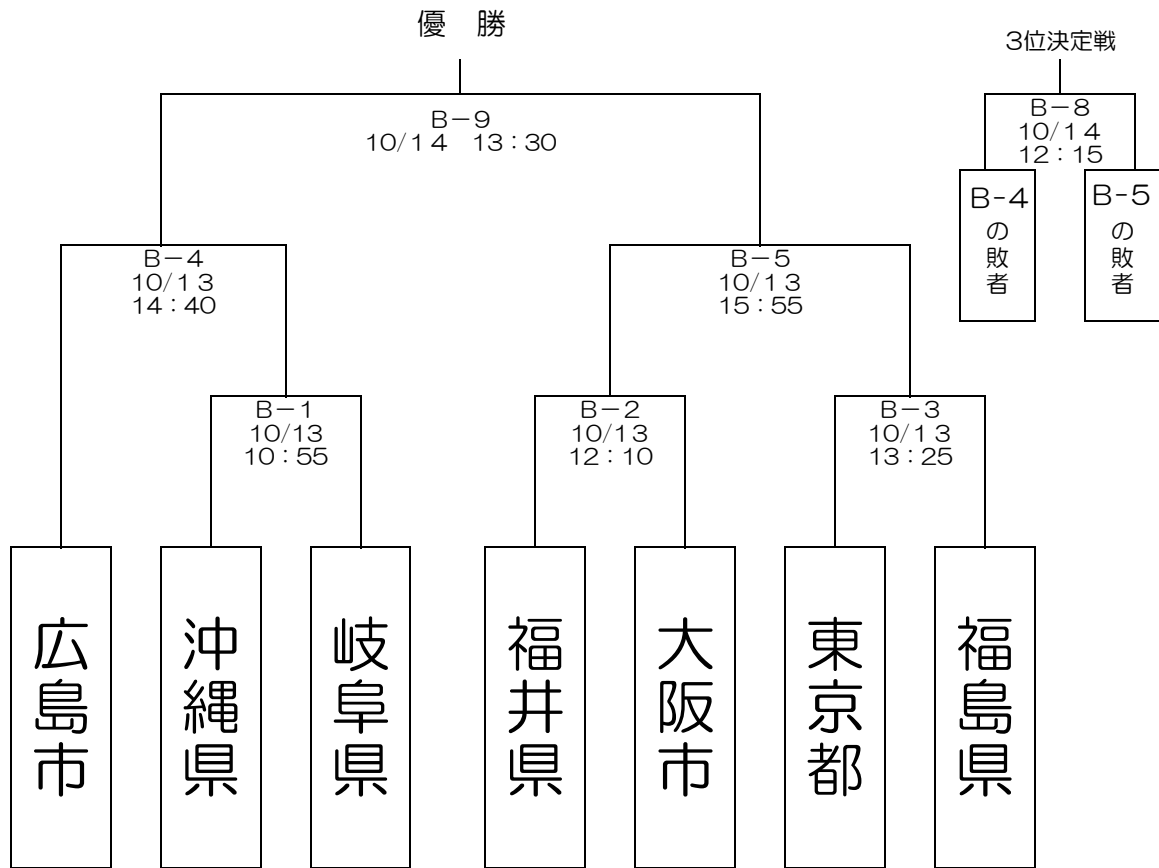 優　勝
3位決定戦
B－9
10/１４　13：30
B－8
10/１４
12：15
B-4の敗者
B-5の敗者
B－4
10/１３
14：40
B－5
10/１３
15：55
B－1
10/13
10：55
B－2
10/13
12：10
B－3
10/１３
13：25
広島市
沖縄県
岐阜県
福井県
大阪市
東京都
福島県